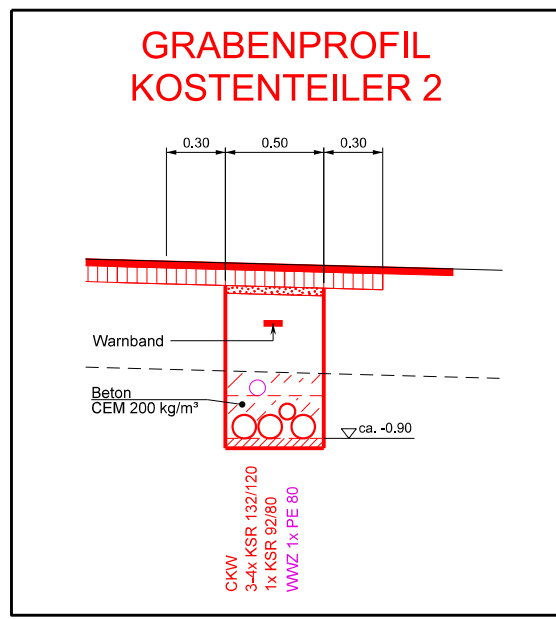 GRABENPROFIL
KOSTENTEILER 2
0.30 0.50 0.30
Warnband
Beton
CEM 200 kg/m³
ca. -0.90
CKW
3-4x KSR 132/120
1x KSR 92/80
WWZ 1x PE 80